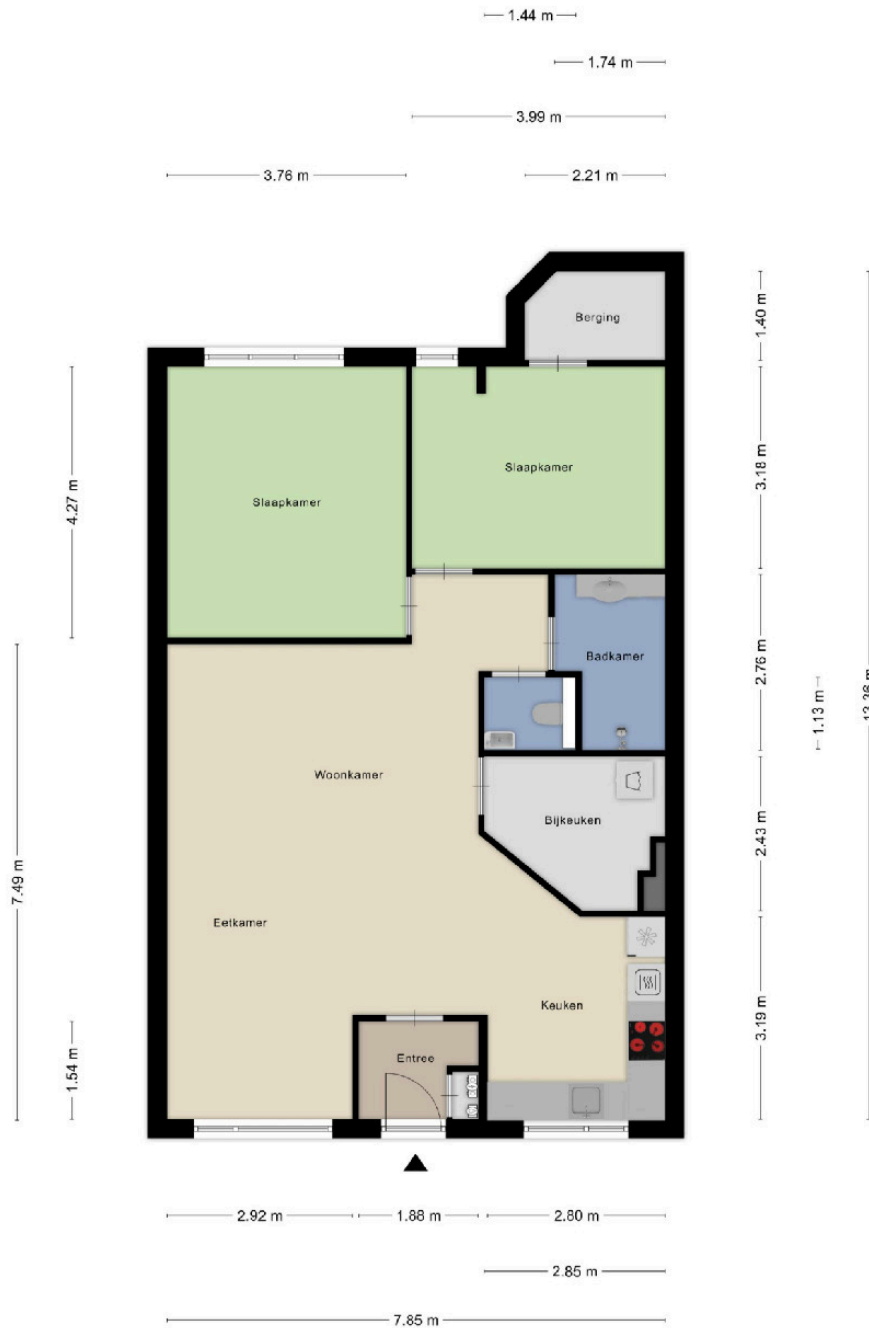 1.44 m
1.74 m
3.99 m
3.76 m
2.21 m
Berging
1.40 m
Slaapkamer
3.18 m
Slaapkamer
4.27 m
Badkamer
2.76 m
1.13 m
13.36 m
Woonkamer
Bijkeuken
2.43 m
7.49 m
Eetkamer
Keuken
3.19 m
Entree
1.54 m
2.92 m
1.88 m
2.80 m
2.85 m
7.85 m